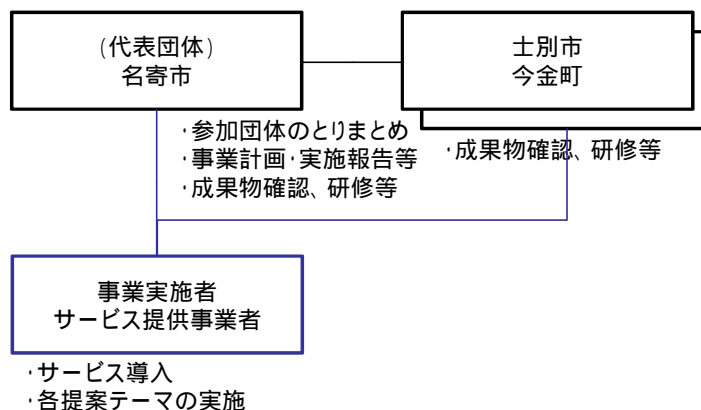 (代表団体)
名寄市
士別市
今金町
・参加団体のとりまとめ
・事業計画・実施報告等
・成果物確認、研修等
・成果物確認、研修等
事業実施者
サービス提供事業者
・サービス導入
・各提案テーマの実施